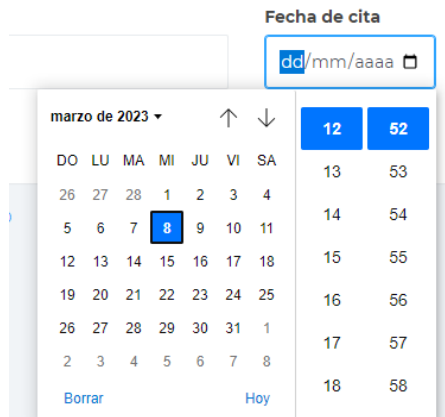 Fecha de cita
dd/mm/aaaa
marzo de 2023
DO LU MA MI JU VI SA
26 27 28 1 2 3 4
5 6 7 8 9 10 11
12 13 14 15 16 17 18
19 20 21 22 23 24 25
26 27 28 29 30 31 1
2 3 4 5 6 7 8
Borrar Hoy
12 52
13 53
14 54
15 55
16 56
17 57
18 58